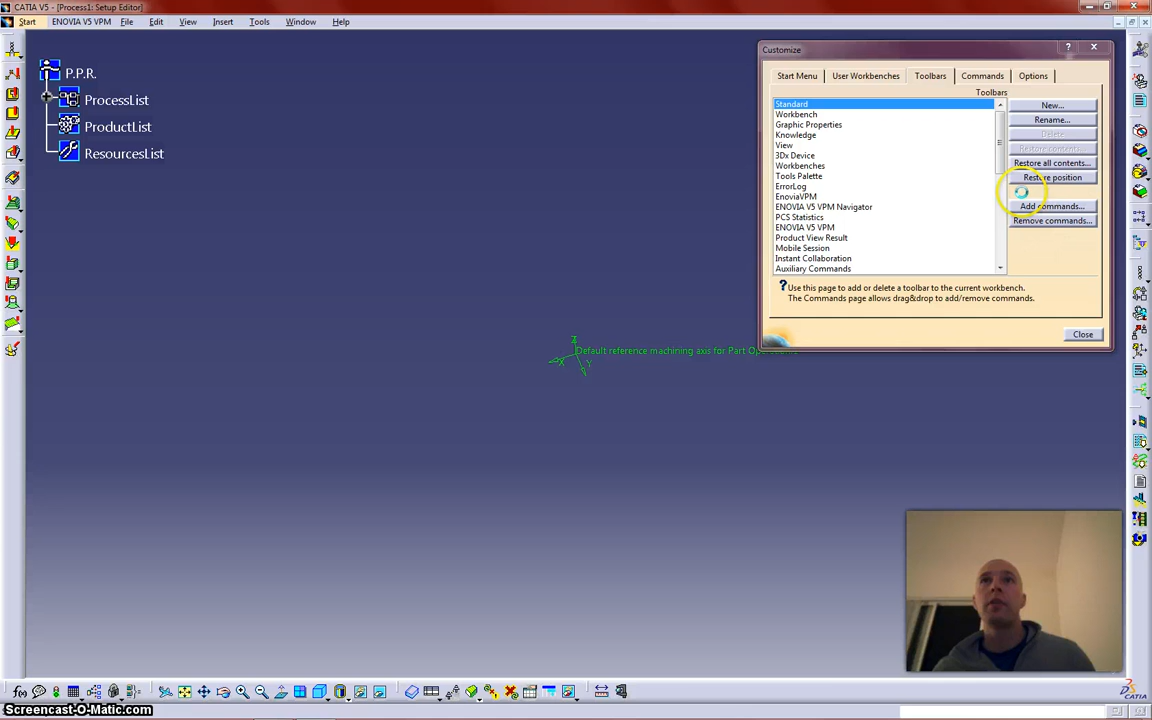 CATIA V5 - [Process1: Setup Editor]
Start ENOVIA V5 VPM File Edit View Insert Tools Window Help
P.P.R.
ProcessList
ProductList
ResourcesList
Customize
Start Menu User Workbenches Toolbars Commands Options
Toolbars
Standard
Workbench
Graphic Properties
Knowledge
View
3Dx Device
Workbenches
Tools Palette
ErrorLog
EnoviaVPM
ENOVIA V5 VPM Navigator
PCS Statistics
ENOVIA V5 VPM
Product View Result
Mobile Session
Instant Collaboration
Auxiliary Commands
New...
Rename...
Delete
Restore contents...
Restore all contents...
Restore position
Add commands...
Remove commands...
Use this page to add or delete a toolbar to the current workbench.
The Commands page allows drag&drop to add/remove commands.
Close
Z
X
Y
Default reference machining axis for Part Operation
f(x)
CATIA
Screencast-O-Matic.com